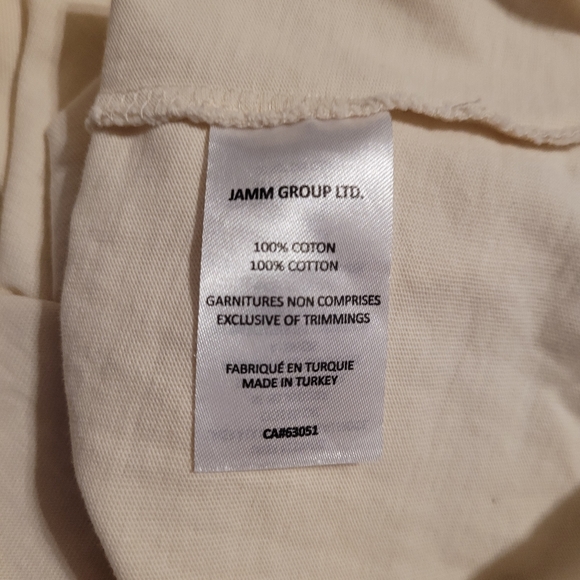 JAMM GROUP LTD.
100% COTON
100% COTTON
GARNITURES NON COMPRISES
EXCLUSIVE OF TRIMMINGS
FABRIQUÉ EN TURQUIE
MADE IN TURKEY
CA#63051